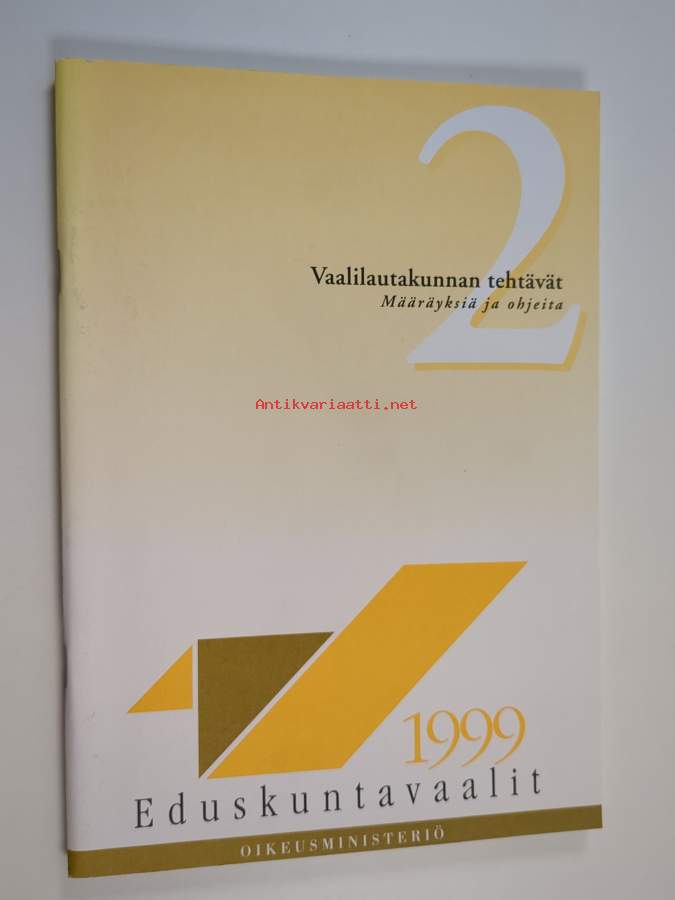 2
Vaalilautakunnan tehtävät
Määräyksiä ja ohjeita
Antikvariaatti.net
1999
Eduskuntavaalit
OIKEUSMINISTERIÖ